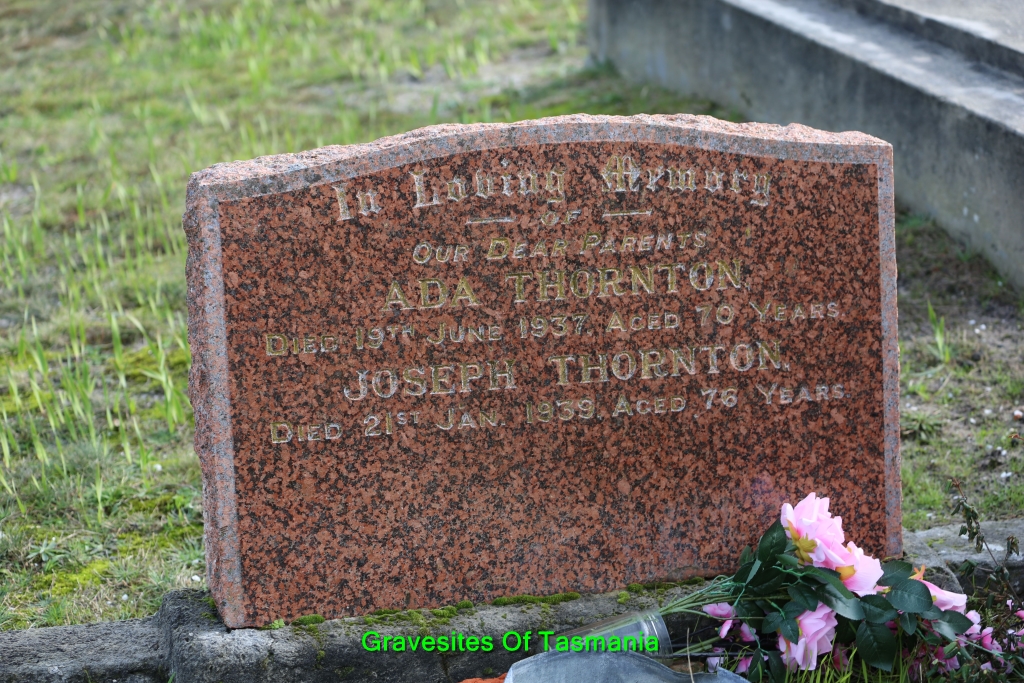 In Loving Memory
OF
OUR DEAR PARENTS
ADA THORNTON.
DIED 19TH JUNE 1937. AGED 70 YEARS
JOSEPH THORNTON.
DIED 21ST JAN. 1939. AGED 76 YEARS
Gravesites Of Tasmania